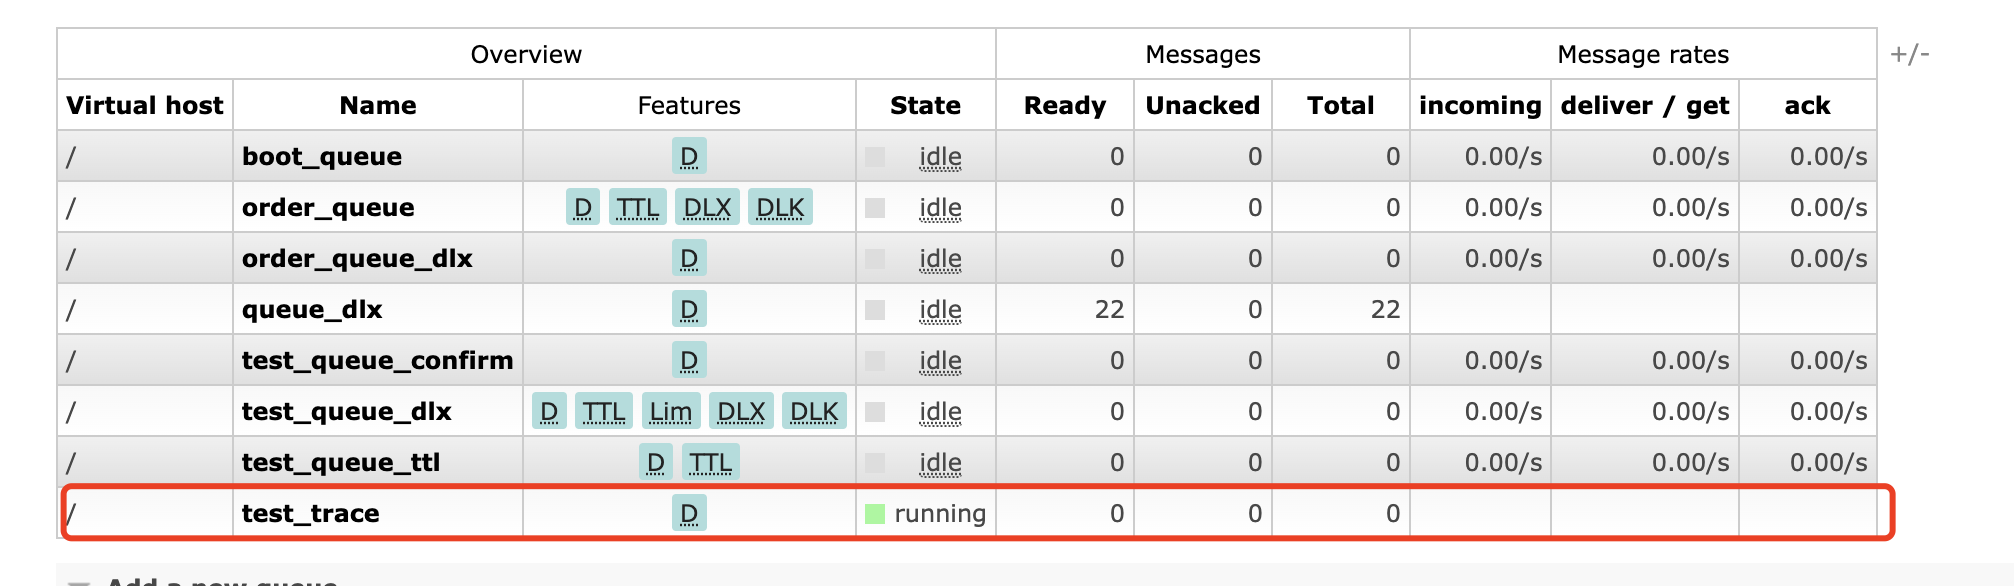 Overview Messages Message rates +/-
Virtual host Name Features State Ready Unacked Total incoming deliver / get ack
/ boot_queue D idle 0 0 0 0.00/s 0.00/s 0.00/s
/ order_queue D TTL DLX DLK idle 0 0 0 0.00/s 0.00/s 0.00/s
/ order_queue_dlx D idle 0 0 0 0.00/s 0.00/s 0.00/s
/ queue_dlx D idle 22 0 22
/ test_queue_confirm D idle 0 0 0 0.00/s 0.00/s 0.00/s
/ test_queue_dlx D TTL Lim DLX DLK idle 0 0 0 0.00/s 0.00/s 0.00/s
/ test_queue_ttl D TTL idle 0 0 0 0.00/s 0.00/s 0.00/s
/ test_trace D running 0 0 0
Add a new queue